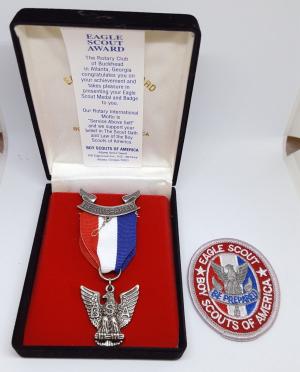 EAGLE SCOUT
AWARD
The Rotary Club
of Buckhead
in Atlanta, Georgia
congratulates you on
your achievement and
takes pleasure in
presenting your Eagle
Scout Medal and Badge
to you.
Our Rotary International
Motto is
"Service Above Self"
and we support your
belief in The Scout Oath
and Law of the Boy
Scouts of America.
BOY SCOUTS OF AMERICA
EAGLE SCOUT
BE PREPARED
BOY SCOUTS OF AMERICA